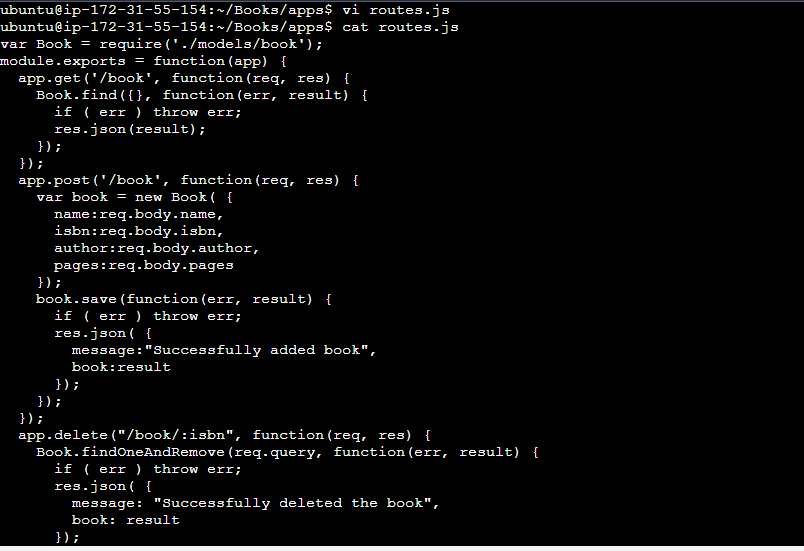 ubuntu@ip-172-31-55-154:~/Books/apps$ vi routes.js
ubuntu@ip-172-31-55-154:~/Books/apps$ cat routes.js
var Book = require('./models/book');
module.exports = function(app) {
  app.get('/book', function(req, res) {
    Book.find({}, function(err, result) {
      if ( err ) throw err;
      res.json(result);
    });
  });
  app.post('/book', function(req, res) {
    var book = new Book( {
      name:req.body.name,
      isbn:req.body.isbn,
      author:req.body.author,
      pages:req.body.pages
    });
    book.save(function(err, result) {
      if ( err ) throw err;
      res.json( {
        message:"Successfully added book",
        book:result
      });
    });
  });
  app.delete("/book/:isbn", function(req, res) {
    Book.findOneAndRemove(req.query, function(err, result) {
      if ( err ) throw err;
      res.json( {
        message: "Successfully deleted the book",
        book: result
      });